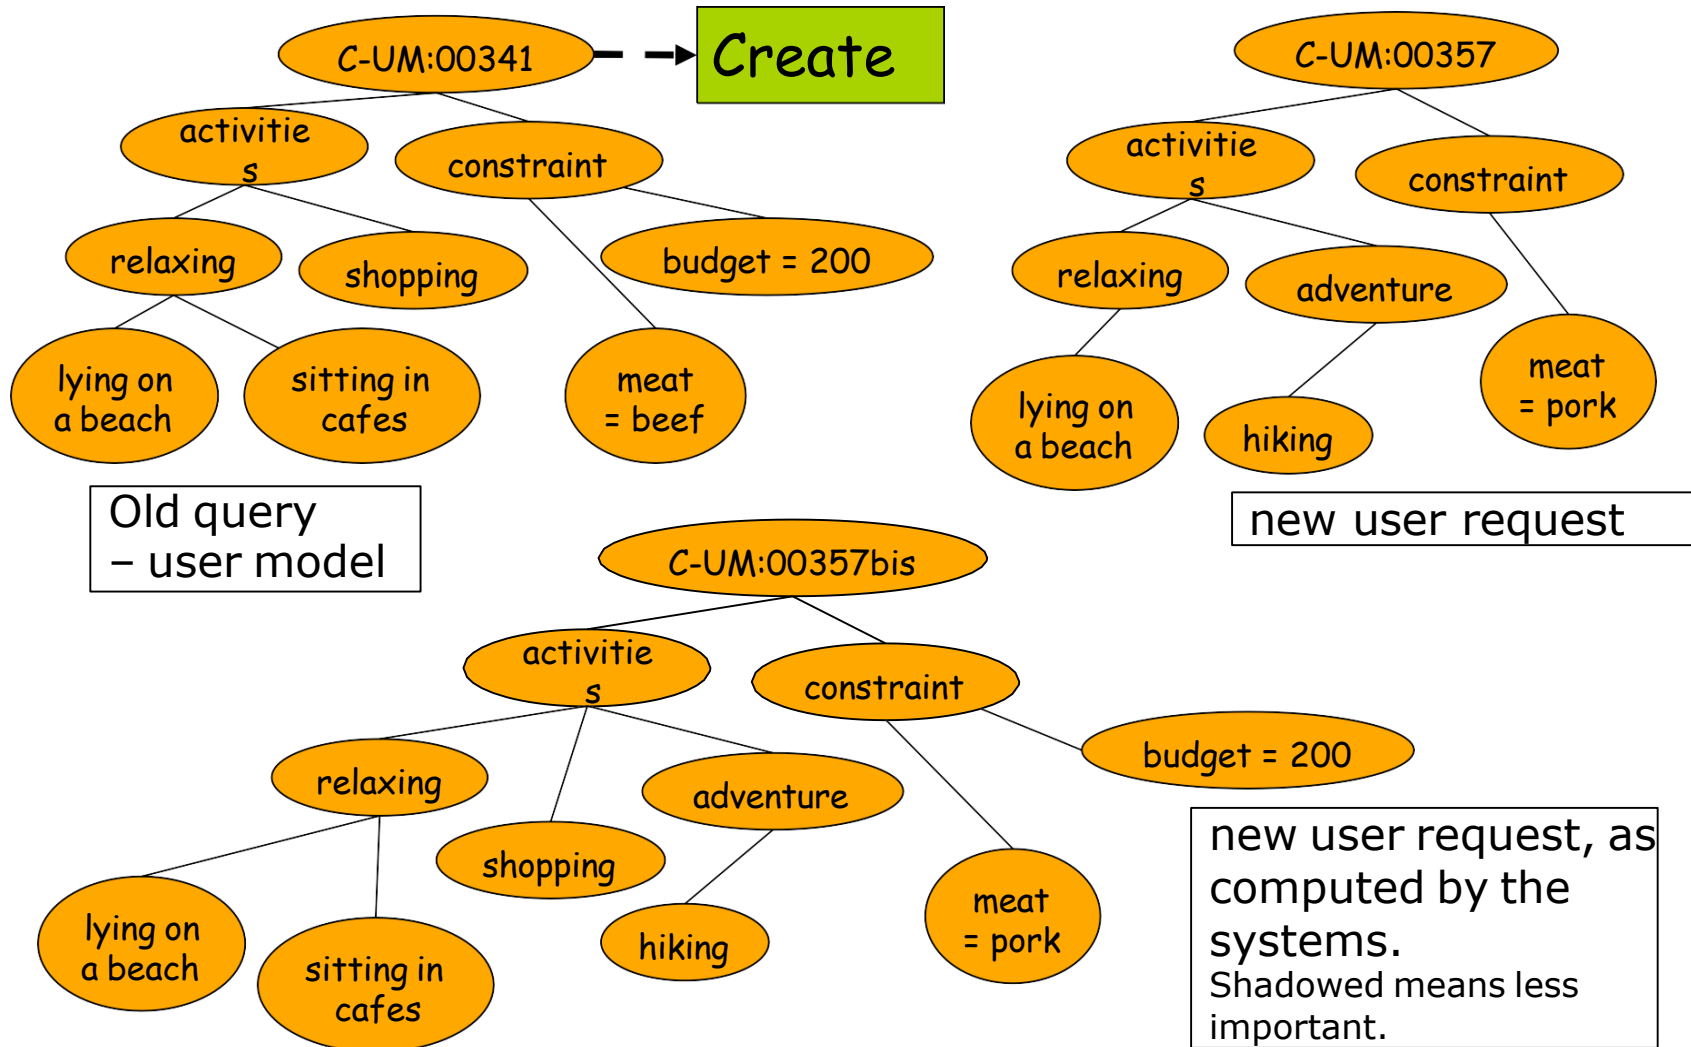 C-UM:00341
Create
activitie
s
constraint
relaxing
shopping
budget = 200
lying on
a beach
sitting in
cafes
meat
= beef
Old query
– user model
C-UM:00357
activitie
s
constraint
relaxing
adventure
lying on
a beach
hiking
meat
= pork
new user request
C-UM:00357bis
activitie
s
constraint
relaxing
shopping
adventure
budget = 200
lying on
a beach
sitting in
cafes
hiking
meat
= pork
new user request, as
computed by the
systems.
Shadowed means less
important.